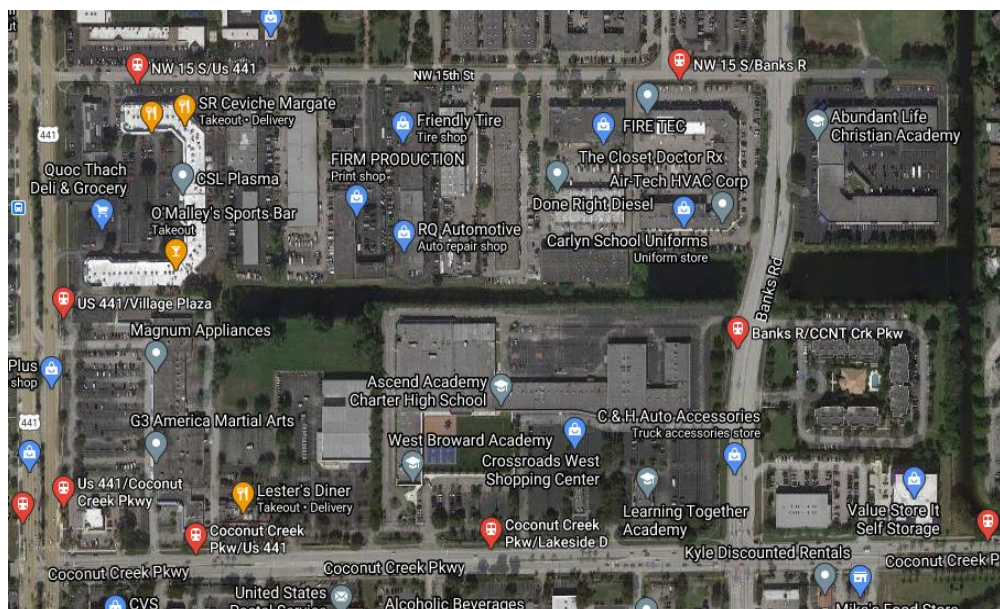 NW 15 S/Us 441
NW 15th St
NW 15 S/Banks R
SR Ceviche Margate
Takeout • Delivery
Friendly Tire
Tire shop
FIRE TEC
Abundant Life
Christian Academy
441
Quoc Thach
Deli & Grocery
CSL Plasma
FIRM PRODUCTION
Print shop
The Closet Doctor Rx
Air-Tech HVAC Corp
Done Right Diesel
O'Malley's Sports Bar
Takeout
RQ Automotive
Auto repair shop
Carlyn School Uniforms
Uniform store
Banks Rd
US 441/Village Plaza
Magnum Appliances
Banks R/CCNT Crk Pkw
Plus
shop
Ascend Academy
Charter High School
441
G3 America Martial Arts
C & H Auto Accessories
Truck accessories store
West Broward Academy
Crossroads West
Shopping Center
Us 441/Coconut
Creek Pkwy
Lester's Diner
Takeout • Delivery
Learning Together
Academy
Value Store It
Self Storage
Coconut Creek
Pkw/Us 441
Coconut Creek
Pkw/Lakeside D
Kyle Discounted Rentals
Coconut Creek P
Coconut Creek Pkwy
Coconut Creek Pkwy
CVS
United States
Postal Service
Alcoholic Beverages
Mike's Food Store